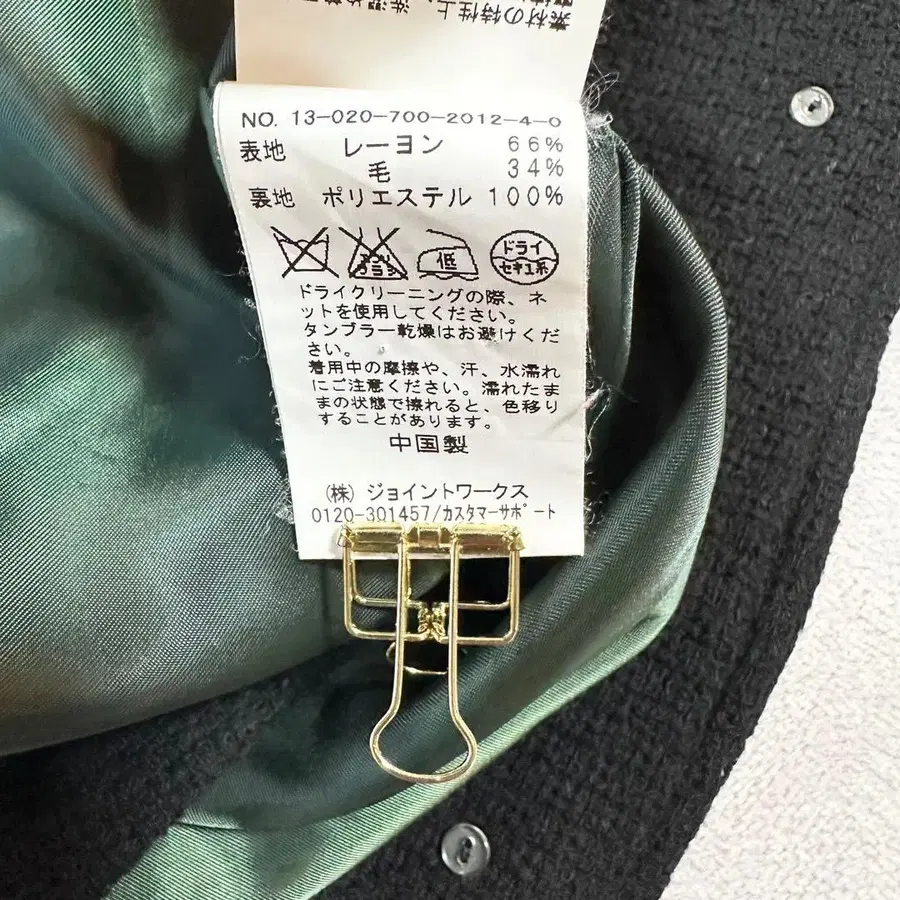 素材の特性上
NO. 13-020-700-2012-4-0
表地 レーヨン 66%
毛 34%
裏地 ポリエステル 100%
低
ドライ
セキユ系
ドライクリーニングの際、ネ
ットを使用してください。
タンブラー乾燥はお避けくだ
さい。
着用中の摩擦や、汗、水濡れ
にご注意ください。濡れたま
まの状態で擦れると、色移り
することがあります。
中国製
(株) ジョイントワークス
0120-301457/カスタマーサポート